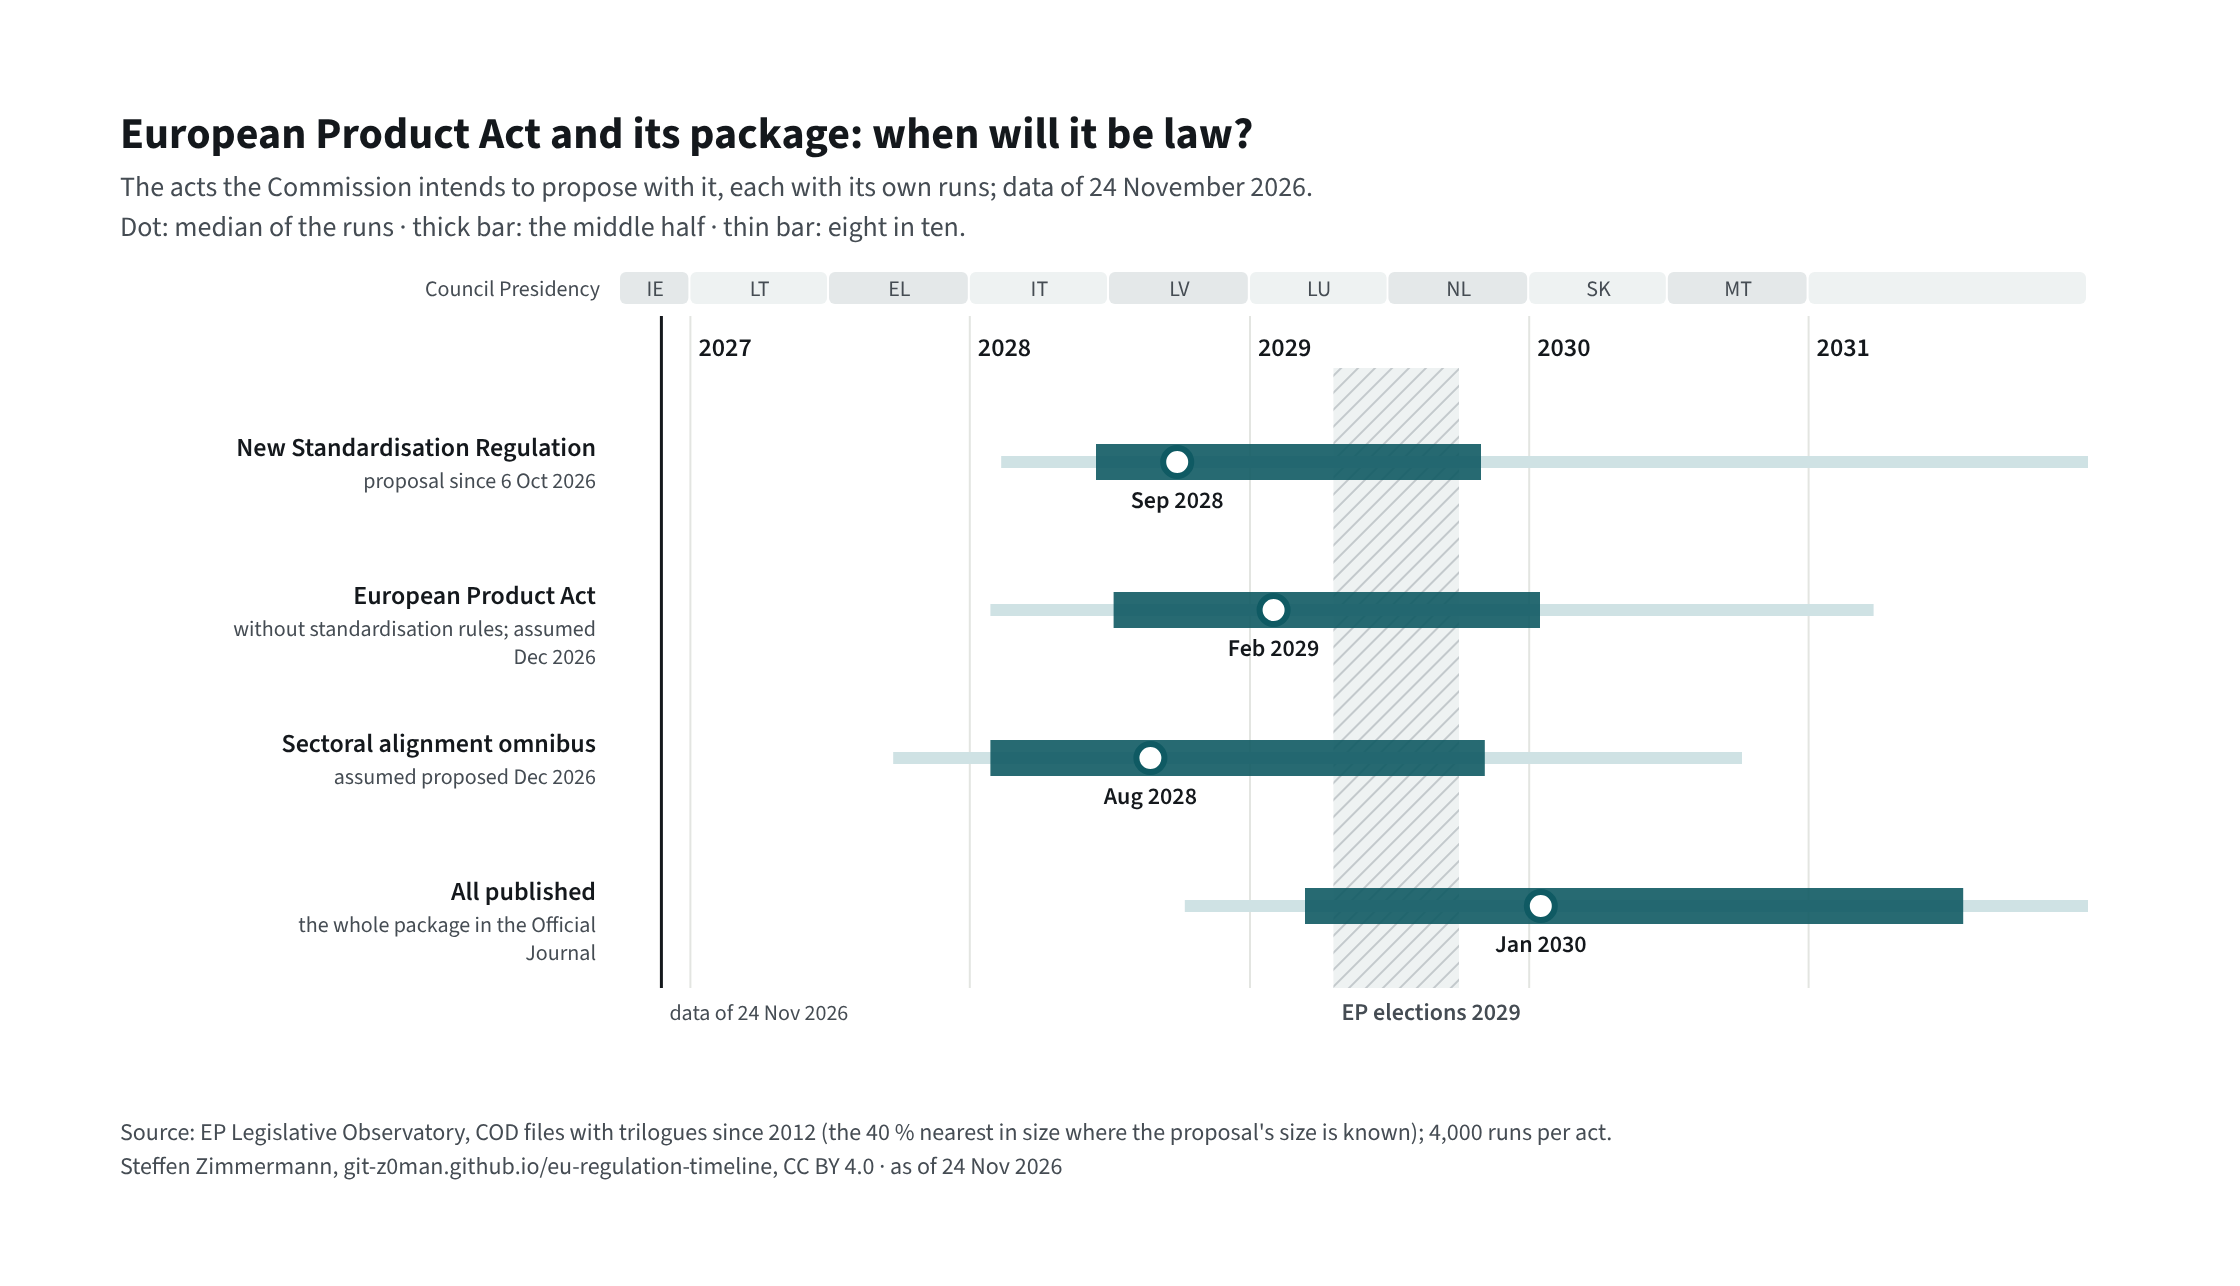 European Product Act and its package: when will it be law?
The acts the Commission intends to propose with it, each with its own runs; data of 24 November 2026.
Dot: median of the runs · thick bar: the middle half · thin bar: eight in ten.
Council Presidency IE LT EL IT LV LU NL SK MT
2027 2028 2029 2030 2031
New Standardisation Regulation
proposal since 6 Oct 2026
Sep 2028
European Product Act
without standardisation rules; assumed
Dec 2026
Feb 2029
Sectoral alignment omnibus
assumed proposed Dec 2026
Aug 2028
All published
the whole package in the Official
Journal
Jan 2030
data of 24 Nov 2026 EP elections 2029
Source: EP Legislative Observatory, COD files with trilogues since 2012 (the 40 % nearest in size where the proposal's size is known); 4,000 runs per act.
Steffen Zimmermann, git-z0man.github.io/eu-regulation-timeline, CC BY 4.0 · as of 24 Nov 2026